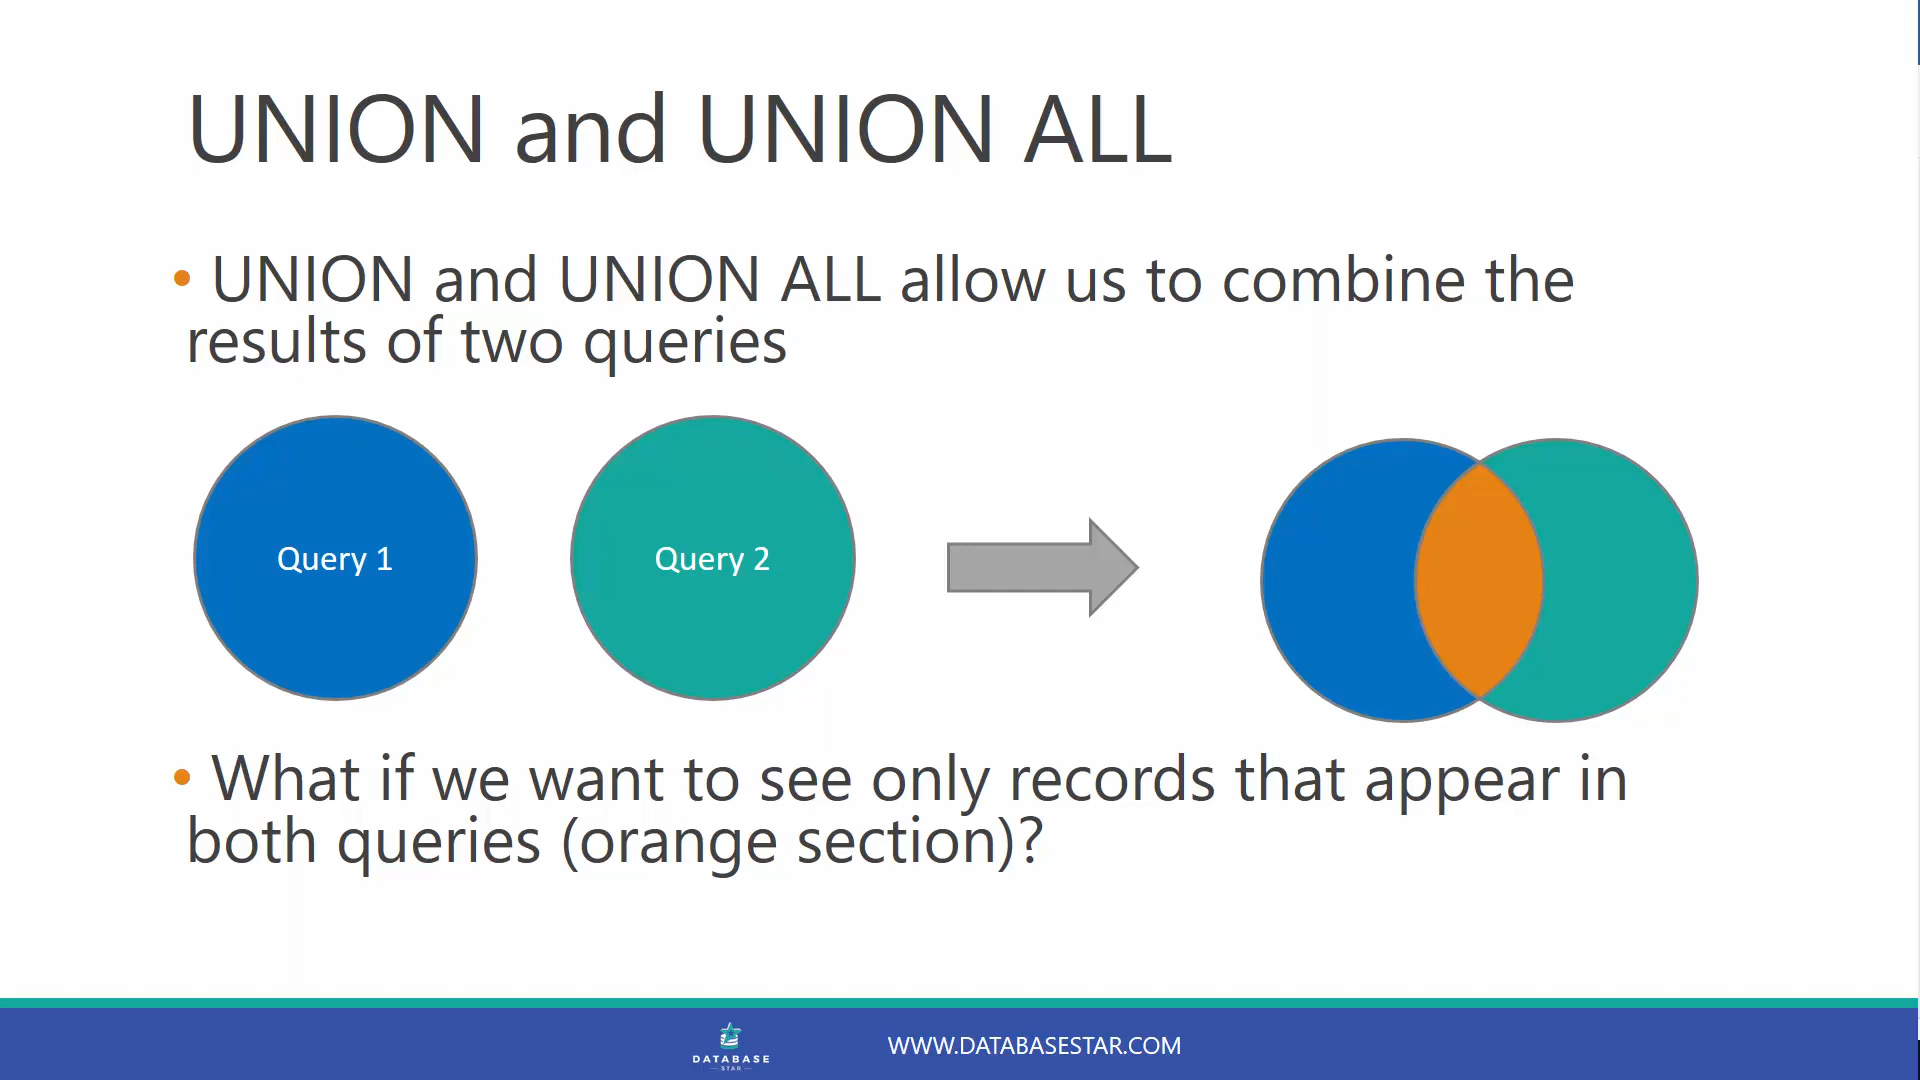 UNION and UNION ALL
• UNION and UNION ALL allow us to combine the
results of two queries
Query 1
Query 2
• What if we want to see only records that appear in
both queries (orange section)?
DATABASE
STAR
WWW.DATABASESTAR.COM